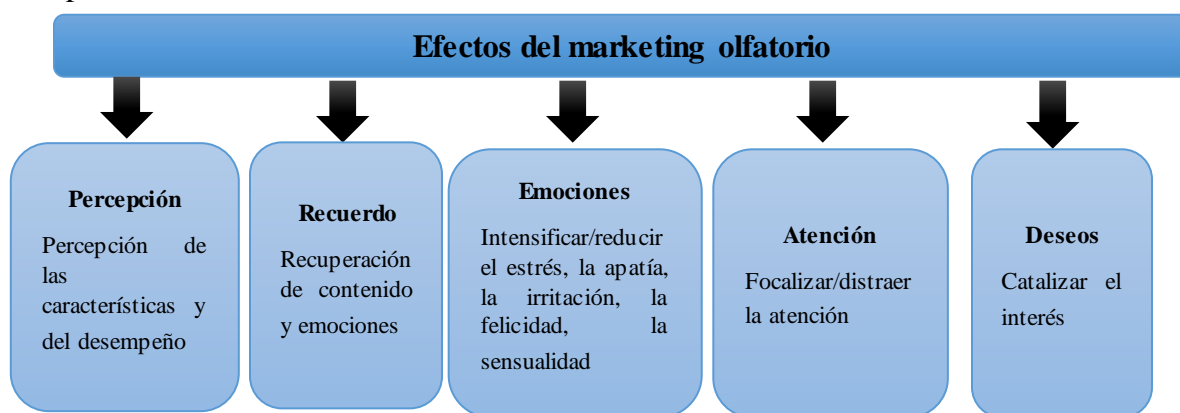 Efectos del marketing olfatorio
Percepción
Percepción de
las
características y
del desempeño
Recuerdo
Recuperación
de contenido
y emociones
Emociones
Intensificar/reducir
el estrés, la apatía,
la irritación, la
felicidad, la
sensualidad
Atención
Focalizar/distraer
la atención
Deseos
Catalizar el
interés